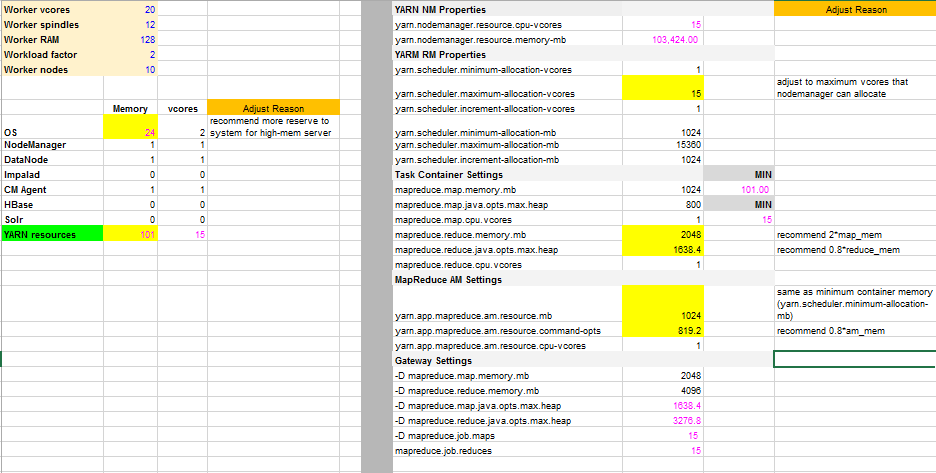 Worker vcores 20
Worker spindles 12
Worker RAM 128
Workload factor 2
Worker nodes 10
Memory vcores Adjust Reason
recommend more reserve to
OS 24 2 system for high-mem server
NodeManager 1 1
DataNode 1 1
Impalad 0 0
CM Agent 1 1
HBase 0 0
Solr 0 0
YARN resources 101 15
YARN NM Properties Adjust Reason
yarn.nodemanager.resource.cpu-vcores 15
yarn.nodemanager.resource.memory-mb 103,424.00
YARM RM Properties
yarn.scheduler.minimum-allocation-vcores 1
adjust to maximum vcores that
yarn.scheduler.maximum-allocation-vcores 15 nodemanager can allocate
yarn.scheduler.increment-allocation-vcores 1
yarn.scheduler.minimum-allocation-mb 1024
yarn.scheduler.maximum-allocation-mb 15360
yarn.scheduler.increment-allocation-mb 1024
Task Container Settings MIN
mapreduce.map.memory.mb 1024 101.00
mapreduce.map.java.opts.max.heap 800 MIN
mapreduce.map.cpu.vcores 1 15
mapreduce.reduce.memory.mb 2048 recommend 2*map_mem
mapreduce.reduce.java.opts.max.heap 1638.4 recommend 0.8*reduce_mem
mapreduce.reduce.cpu.vcores 1
MapReduce AM Settings
same as minimum container memory
(yarn.scheduler.minimum-allocation-
yarn.app.mapreduce.am.resource.mb 1024 mb)
yarn.app.mapreduce.am.resource.command-opts 819.2 recommend 0.8*am_mem
yarn.app.mapreduce.am.resource.cpu-vcores 1
Gateway Settings
-D mapreduce.map.memory.mb 2048
-D mapreduce.reduce.memory.mb 4096
-D mapreduce.map.java.opts.max.heap 1638.4
-D mapreduce.reduce.java.opts.max.heap 3276.8
-D mapreduce.job.maps 15
mapreduce.job.reduces 15